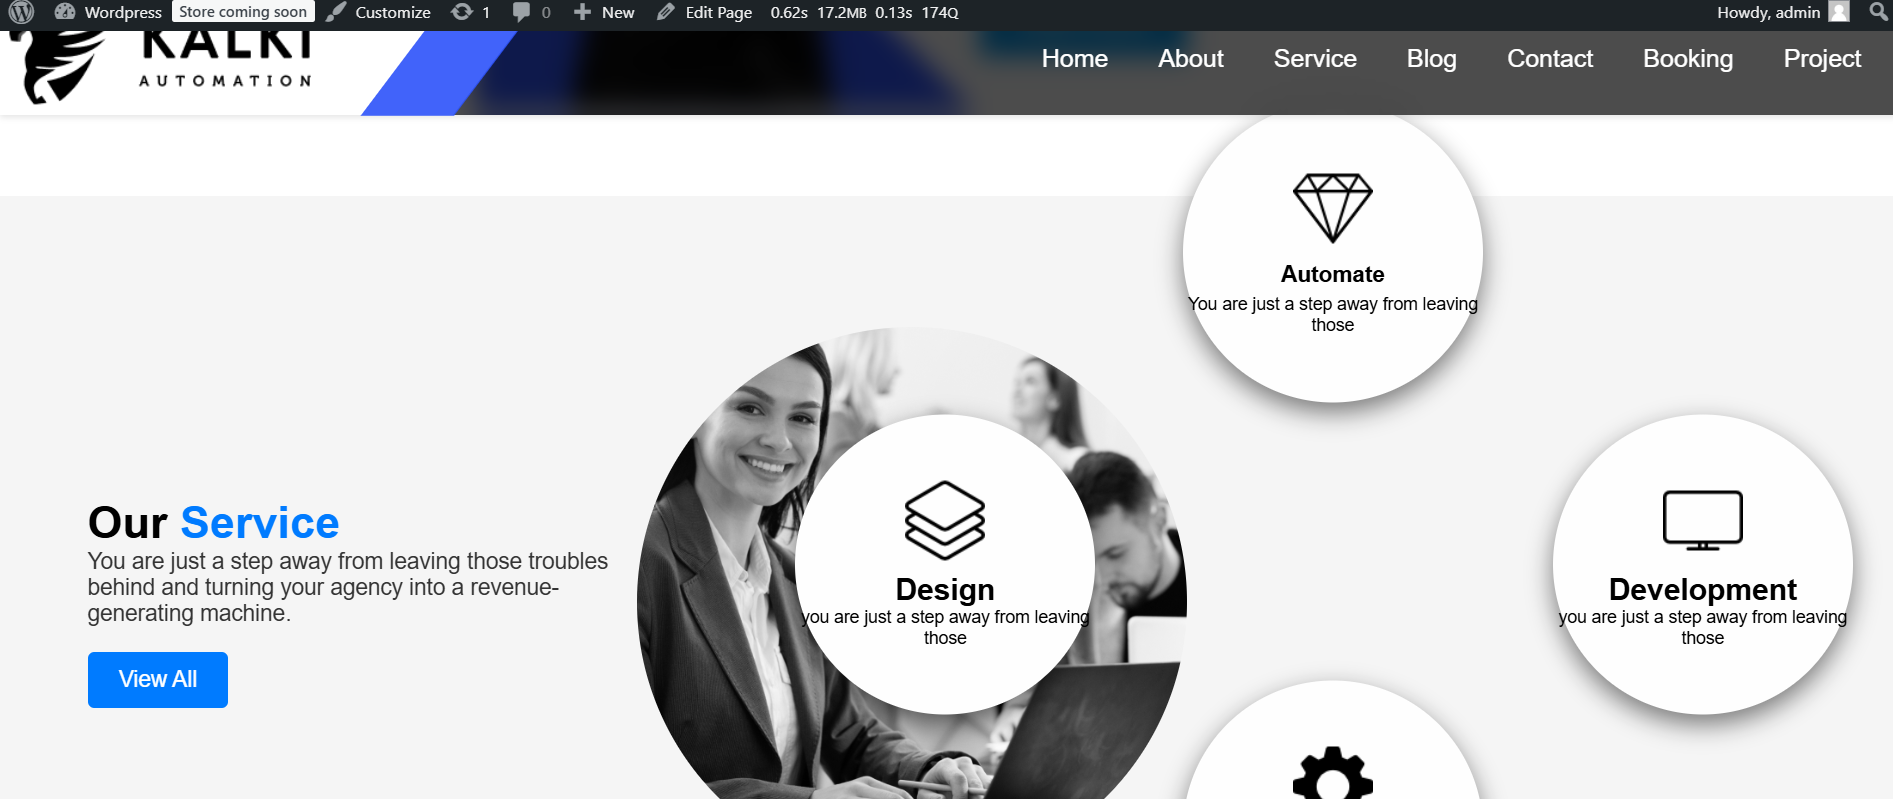 Wordpress Store coming soon Customize 1 0 New Edit Page 0.62s 17.2MB 0.13s 174Q Howdy, admin
KALKI
AUTOMATION
Home About Service Blog Contact Booking Project
Automate
You are just a step away from leaving
those
Our Service
You are just a step away from leaving those troubles
behind and turning your agency into a revenue-
generating machine.
View All
Design
you are just a step away from leaving
those
Development
you are just a step away from leaving
those